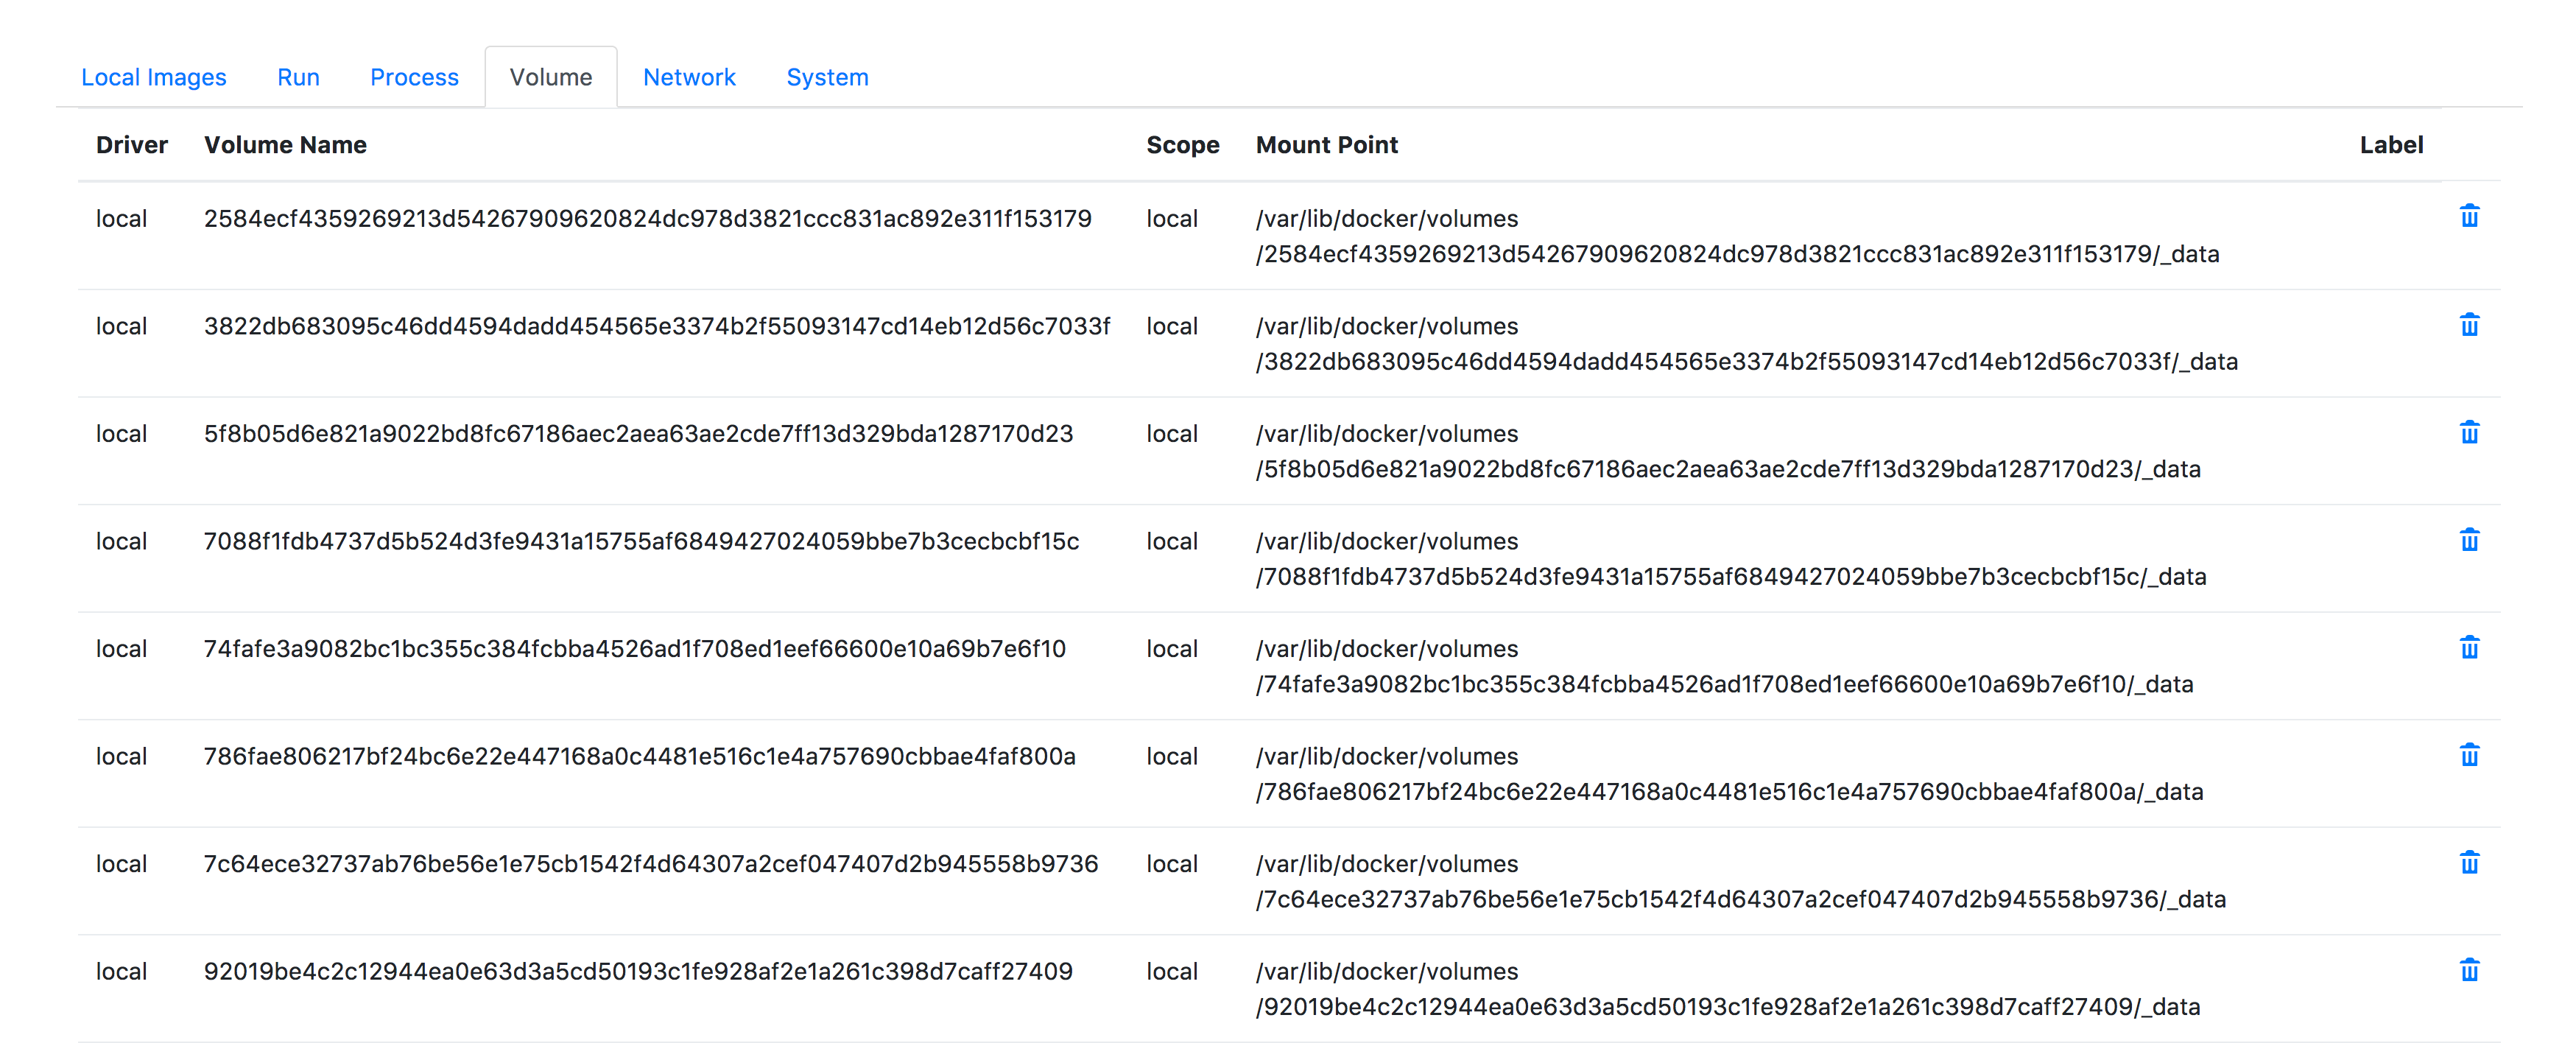 Local Images Run Process Volume Network System
Driver Volume Name Scope Mount Point Label
local 2584ecf4359269213d54267909620824dc978d3821ccc831ac892e311f153179 local /var/lib/docker/volumes
/2584ecf4359269213d54267909620824dc978d3821ccc831ac892e311f153179/_data
local 3822db683095c46dd4594dadd454565e3374b2f55093147cd14eb12d56c7033f local /var/lib/docker/volumes
/3822db683095c46dd4594dadd454565e3374b2f55093147cd14eb12d56c7033f/_data
local 5f8b05d6e821a9022bd8fc67186aec2aea63ae2cde7ff13d329bda1287170d23 local /var/lib/docker/volumes
/5f8b05d6e821a9022bd8fc67186aec2aea63ae2cde7ff13d329bda1287170d23/_data
local 7088f1fdb4737d5b524d3fe9431a15755af6849427024059bbe7b3cecbcbf15c local /var/lib/docker/volumes
/7088f1fdb4737d5b524d3fe9431a15755af6849427024059bbe7b3cecbcbf15c/_data
local 74fafe3a9082bc1bc355c384fcbba4526ad1f708ed1eef66600e10a69b7e6f10 local /var/lib/docker/volumes
/74fafe3a9082bc1bc355c384fcbba4526ad1f708ed1eef66600e10a69b7e6f10/_data
local 786fae806217bf24bc6e22e447168a0c4481e516c1e4a757690cbbae4faf800a local /var/lib/docker/volumes
/786fae806217bf24bc6e22e447168a0c4481e516c1e4a757690cbbae4faf800a/_data
local 7c64ece32737ab76be56e1e75cb1542f4d64307a2cef047407d2b945558b9736 local /var/lib/docker/volumes
/7c64ece32737ab76be56e1e75cb1542f4d64307a2cef047407d2b945558b9736/_data
local 92019be4c2c12944ea0e63d3a5cd50193c1fe928af2e1a261c398d7caff27409 local /var/lib/docker/volumes
/92019be4c2c12944ea0e63d3a5cd50193c1fe928af2e1a261c398d7caff27409/_data